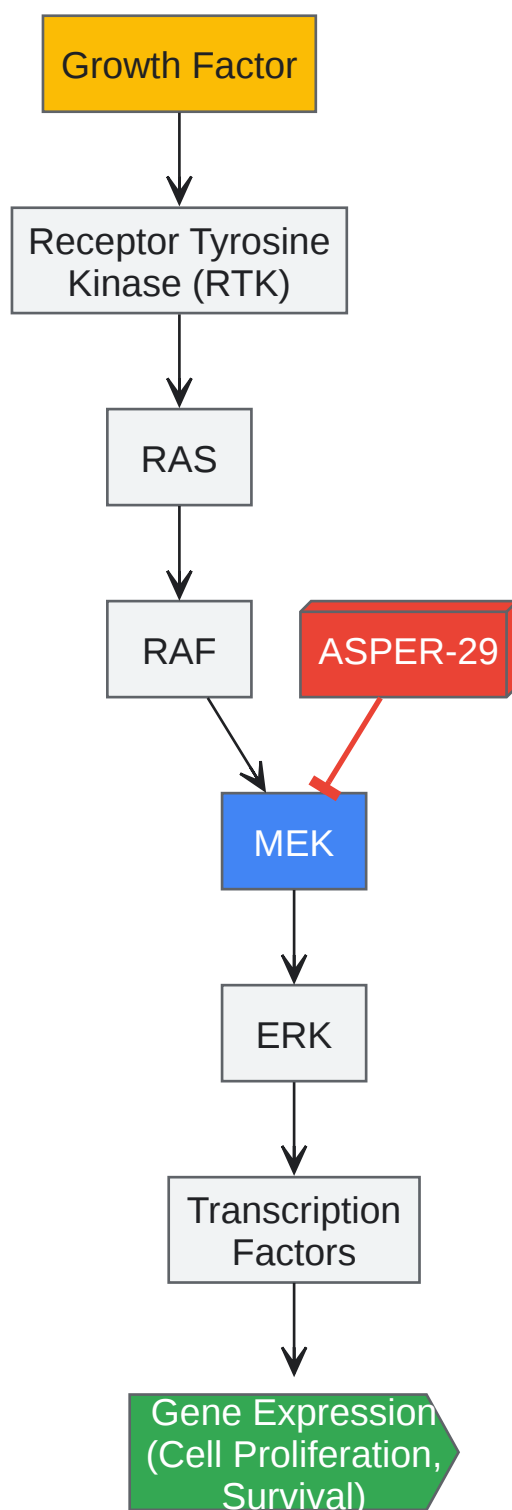 Growth Factor
Receptor Tyrosine
Kinase (RTK)
RAS
RAF
ASPER-29
MEK
ERK
Transcription
Factors
Gene Expression
(Cell Proliferation,
Survival)